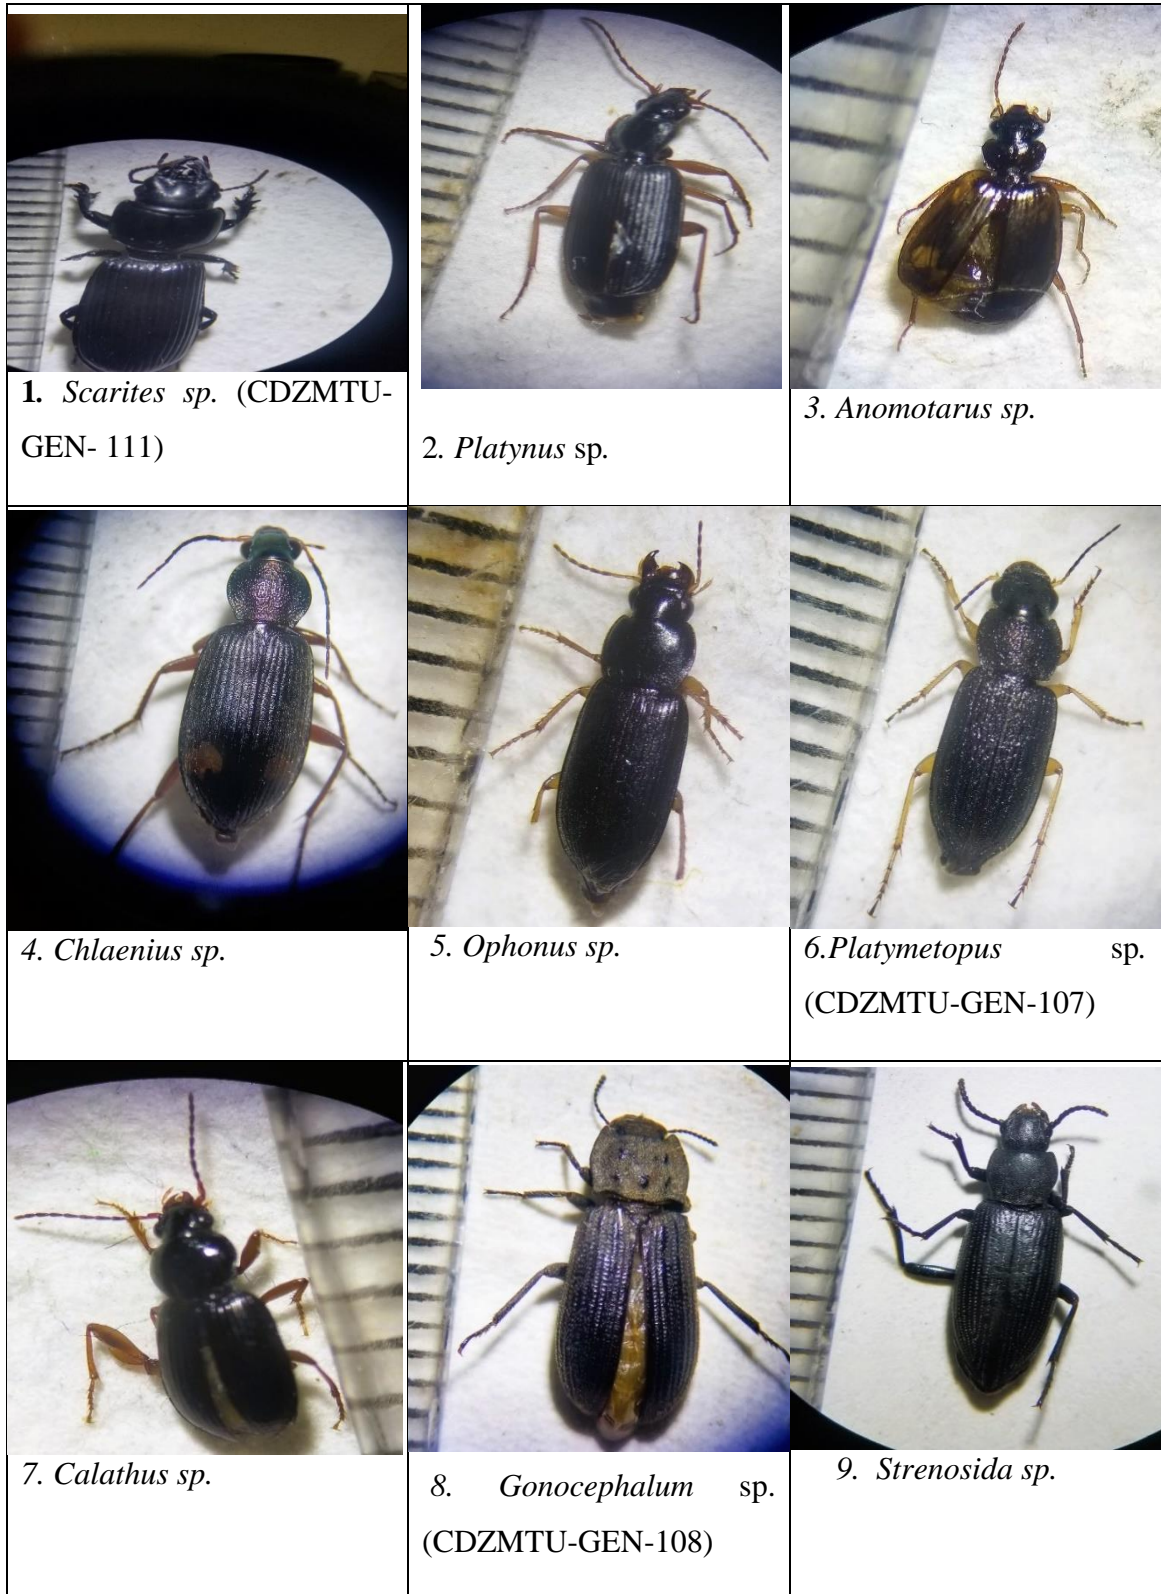 1. Scarites sp. (CDZMTU-
GEN- 111)
2. Platynus sp.
3. Anomotarus sp.
4. Chlaenius sp.
5. Ophonus sp.
6.Platymetopus sp.
(CDZMTU-GEN-107)
7. Calathus sp.
8. Gonocephalum sp.
(CDZMTU-GEN-108)
9. Strenosida sp.